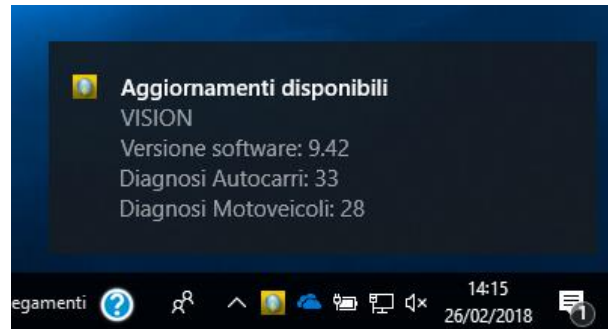 Aggiornamenti disponibili
VISION
Versione software: 9.42
Diagnosi Autocarri: 33
Diagnosi Motoveicoli: 28
egamenti ? 14:15
26/02/2018 1